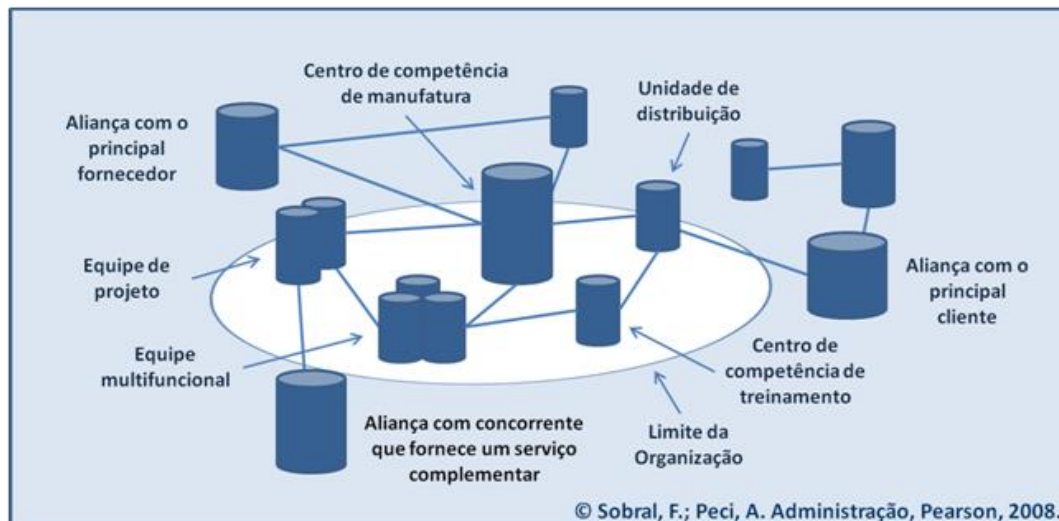 Centro de competência
de manufatura
Unidade de
distribuição
Aliança com o
principal
fornecedor
Equipe de
projeto
Aliança com o
principal
cliente
Equipe
multifuncional
Centro de
competência de
treinamento
Aliança com concorrente
que fornece um serviço
complementar
Limite da
Organização
© Sobral, F.; Peci, A. Administração, Pearson, 2008.